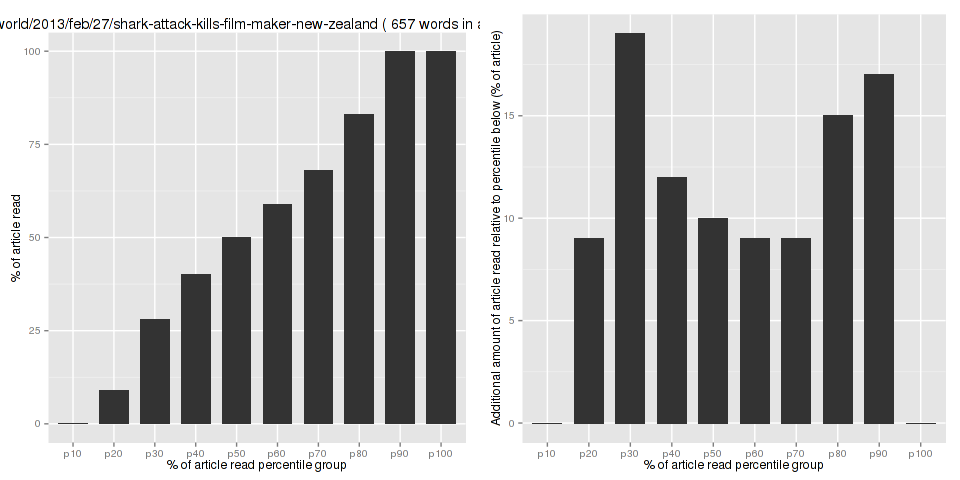 world/2013/feb/27/shark-attack-kills-film-maker-new-zealand ( 657 words in a
% of article read
100
75
50
25
0
p10 p20 p30 p40 p50 p60 p70 p80 p90 p100
% of article read percentile group
Additional amount of article read relative to percentile below (% of article)
15
10
5
0
p10 p20 p30 p40 p50 p60 p70 p80 p90 p100
% of article read percentile group